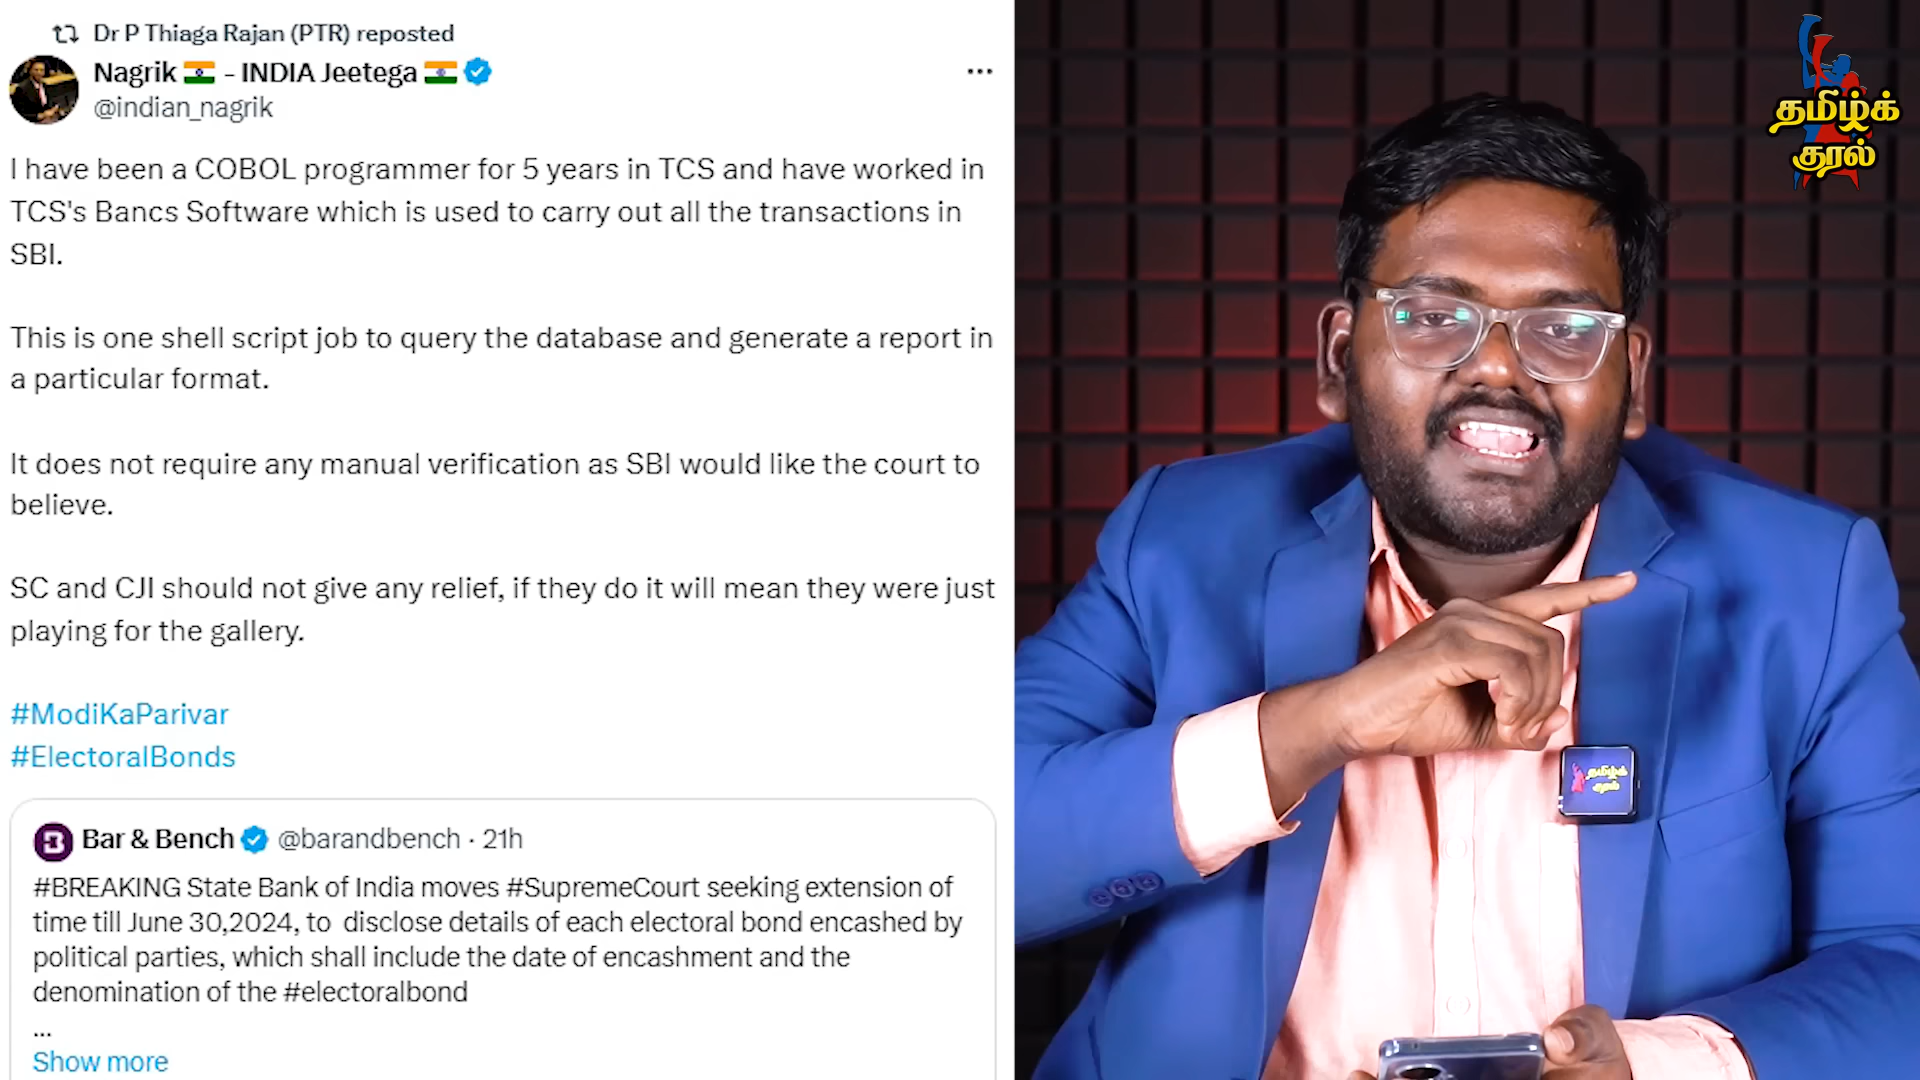 Dr P Thiaga Rajan (PTR) reposted
Nagrik 🇮🇳 - INDIA Jeetega 🇮🇳
@indian_nagrik
I have been a COBOL programmer for 5 years in TCS and have worked in
TCS's Bancs Software which is used to carry out all the transactions in
SBI.
This is one shell script job to query the database and generate a report in
a particular format.
It does not require any manual verification as SBI would like the court to
believe.
SC and CJI should not give any relief, if they do it will mean they were just
playing for the gallery.
#ModiKaParivar
#ElectoralBonds
Bar & Bench @barandbench · 21h
#BREAKING State Bank of India moves #SupremeCourt seeking extension of
time till June 30,2024, to disclose details of each electoral bond encashed by
political parties, which shall include the date of encashment and the
denomination of the #electoralbond
...
Show more
தமிழ்க்
குரல்
தமிழ்க்
குரல்